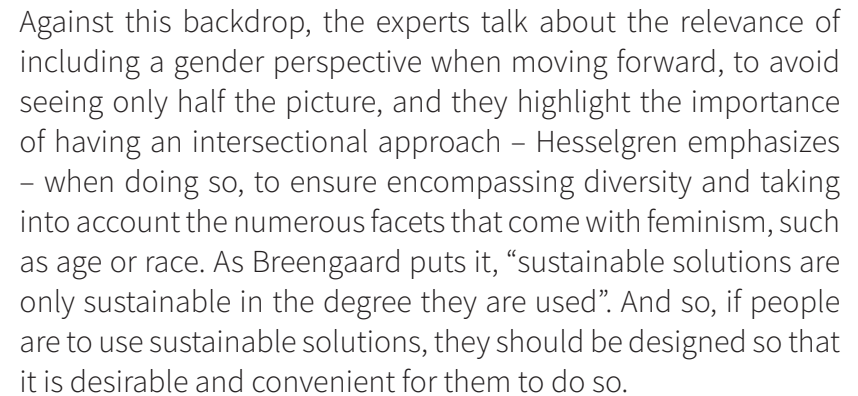 Against this backdrop, the experts talk about the relevance of
including a gender perspective when moving forward, to avoid
seeing only half the picture, and they highlight the importance
of having an intersectional approach – Hesselgren emphasizes
– when doing so, to ensure encompassing diversity and taking
into account the numerous facets that come with feminism, such
as age or race. As Breengaard puts it, “sustainable solutions are
only sustainable in the degree they are used”. And so, if people
are to use sustainable solutions, they should be designed so that
it is desirable and convenient for them to do so.